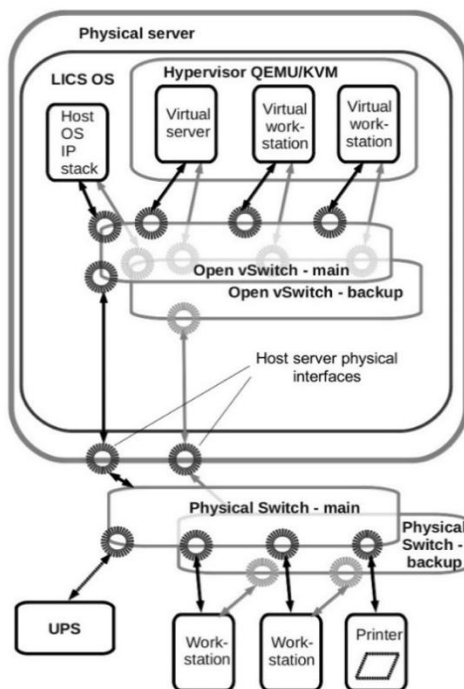 Physical server
LICS OS
Hypervisor QEMU/KVM
Host
OS
IP
stack
Virtual
server
Virtual
work-
station
Virtual
work-
station
Open vSwitch - main
Open vSwitch - backup
Host server physical
interfaces
Physical Switch - main
Physical
Switch -
backup
UPS
Work-
station
Work-
station
Printer